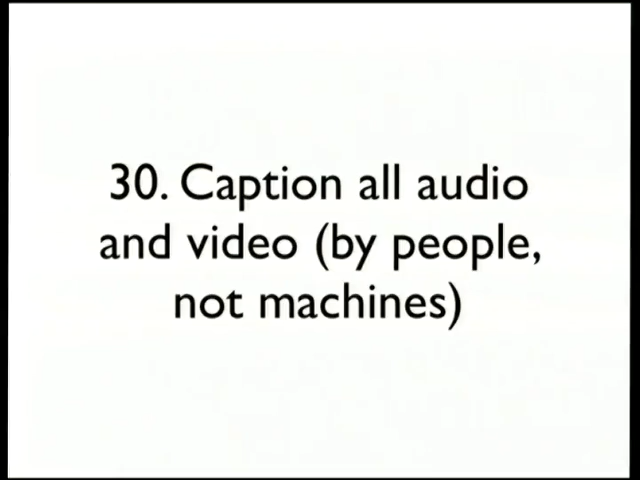 30. Caption all audio
and video (by people,
not machines)